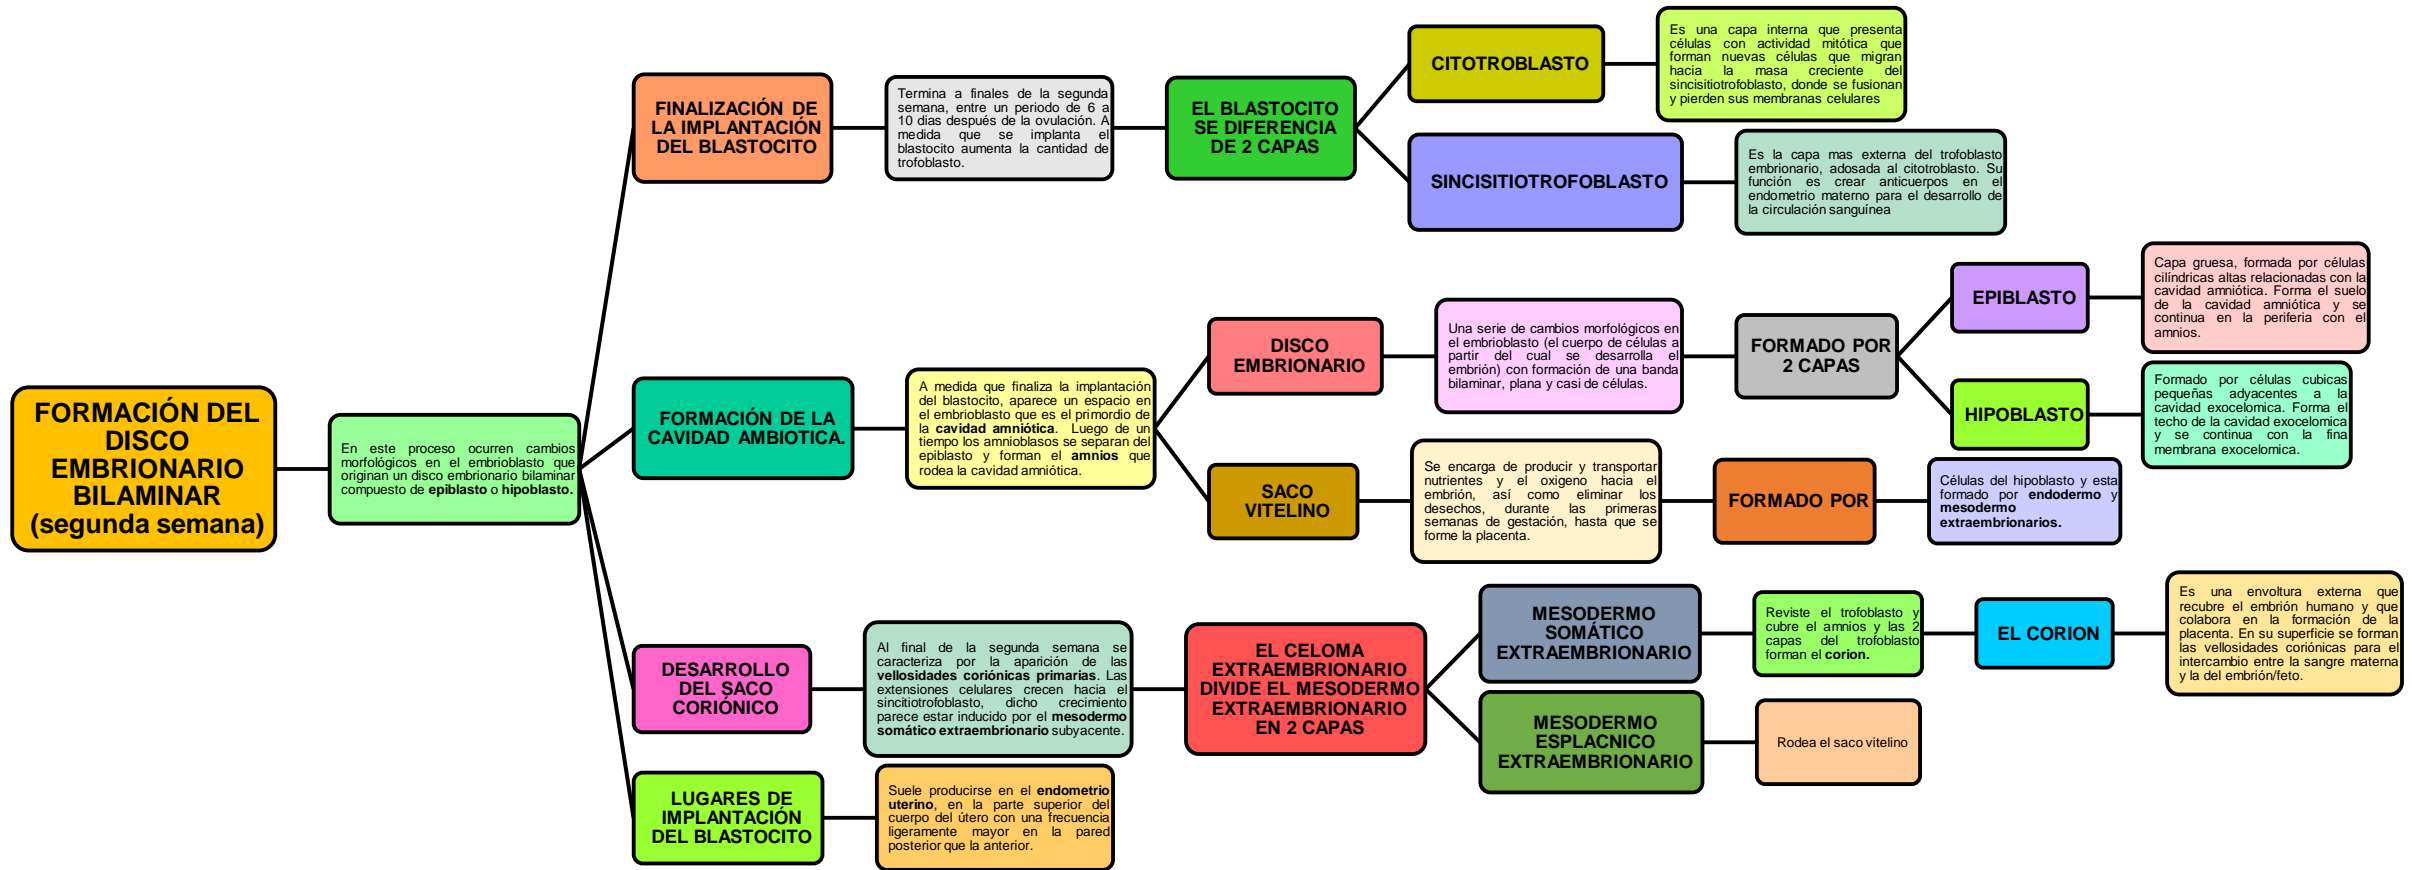 FORMACIÓN DEL
DISCO
EMBRIONARIO
BILAMINAR
(segunda semana)
En este proceso ocurren cambios
morfológicos en el embrioblasto que
originan un disco embrionario bilaminar
compuesto de epiblasto o hipoblasto.
FINALIZACIÓN DE
LA IMPLANTACIÓN
DEL BLASTOCITO
Termina a finales de la segunda
semana, entre un periodo de 6 a
10 dias después de la ovulación. A
medida que se implanta el
blastocito aumenta la cantidad de
trofoblasto.
EL BLASTOCITO
SE DIFERENCIA
DE 2 CAPAS
CITOTROBLASTO
Es una capa interna que presenta
células con actividad mitótica que
forman nuevas células que migran
hacia la masa creciente del
sincisitiotrofoblasto, donde se fusionan
y pierden sus membranas celulares
SINCISITIOTROFOBLASTO
Es la capa mas externa del trofoblasto
embrionario, adosada al citotroblasto. Su
función es crear anticuerpos en el
endometrio materno para el desarrollo de
la circulación sanguínea
FORMACIÓN DE LA
CAVIDAD AMBIOTICA.
A medida que finaliza la implantación
del blastocito, aparece un espacio en
el embrioblasto que es el primordio de
la cavidad amniótica. Luego de un
tiempo los amnioblasos se separan del
epiblasto y forman el amnios que
rodea la cavidad amniótica.
DISCO
EMBRIONARIO
Una serie de cambios morfológicos en
el embrioblasto (el cuerpo de células a
partir del cual se desarrolla el
embrión) con formación de una banda
bilaminar, plana y casi de células.
FORMADO POR
2 CAPAS
EPIBLASTO
Capa gruesa, formada por células
cilíndricas altas relacionadas con la
cavidad amniótica. Forma el suelo
de la cavidad amniótica y se
continua en la periferia con el
amnios.
HIPOBLASTO
Formado por células cubicas
pequeñas adyacentes a la
cavidad exocelomica. Forma el
techo de la cavidad exocelomica
y se continua con la fina
membrana exocelomica.
SACO
VITELINO
Se encarga de producir y transportar
nutrientes y el oxigeno hacia el
embrión, así como eliminar los
desechos, durante las primeras
semanas de gestación, hasta que se
forme la placenta.
FORMADO POR
Células del hipoblasto y esta
formado por endodermo y
mesodermo
extraembrionarios.
DESARROLLO
DEL SACO
CORIÓNICO
Al final de la segunda semana se
caracteriza por la aparición de las
vellosidades coriónicas primarias. Las
extensiones celulares crecen hacia el
sincitiotrofoblasto, dicho crecimiento
parece estar inducido por el mesodermo
somático extraembrionario subyacente.
EL CELOMA
EXTRAEMBRIONARIO
DIVIDE EL MESODERMO
EXTRAEMBRIONARIO
EN 2 CAPAS
MESODERMO
SOMÁTICO
EXTRAEMBRIONARIO
Reviste el trofoblasto y
cubre el amnios y las 2
capas del trofoblasto
forman el corion.
EL CORION
Es una envoltura externa que
recubre el embrión humano y que
colabora en la formación de la
placenta. En su superficie se forman
las vellosidades coriónicas para el
intercambio entre la sangre materna
y la del embrión/feto.
MESODERMO
ESPLACNICO
EXTRAEMBRIONARIO
Rodea el saco vitelino
LUGARES DE
IMPLANTACIÓN
DEL BLASTOCITO
Suele producirse en el endometrio
uterino, en la parte superior del
cuerpo del útero con una frecuencia
ligeramente mayor en la pared
posterior que la anterior.